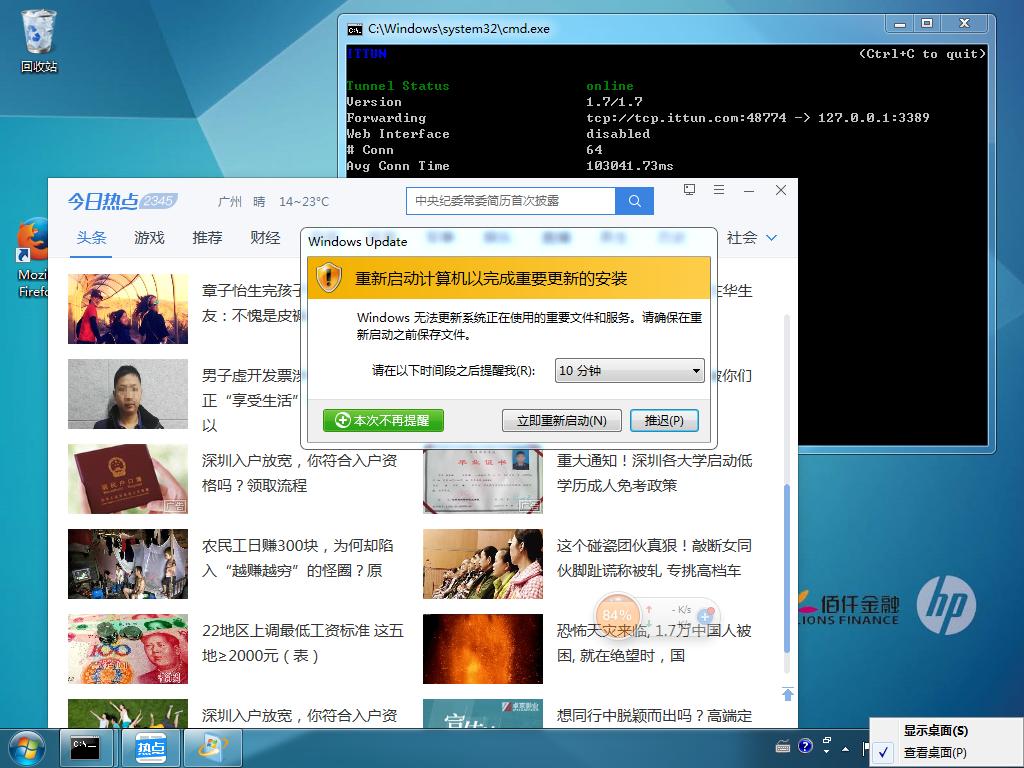 回收站
C:\Windows\system32\cmd.exe
ITTUN (Ctrl+C to quit)
Tunnel Status online
Version 1.7/1.7
Forwarding tcp://tcp.ittun.com:48774 -> 127.0.0.1:3389
Web Interface disabled
# Conn 64
Avg Conn Time 103041.73ms
今日热点 2345
广州 晴 14~23°C
中央纪委常委简历首次披露
头条 游戏 推荐 财经 社会
Mozi
Firefo
Windows Update
重新启动计算机以完成重要更新的安装
Windows 无法更新系统正在使用的重要文件和服务。请确保在重
新启动之前保存文件。
请在以下时间段之后提醒我(R):
10 分钟
本次不再提醒
立即重新启动(N)
推迟(P)
章子怡生完孩子
友：不愧是皮裤
在华生
男子虚开发票
正“享受生活”
以
被你们
深圳入户放宽，你符合入户资
格吗？领取流程
居民户口簿
广告
毕业证书
广告
重大通知！深圳各大学启动低
学历成人免考政策
农民工日赚300块，为何却陷
入“越赚越穷”的怪圈？原
这个碰瓷团伙真狠！敲断女同
伙脚趾谎称被轧 专挑高档车
84%
- K/s
佰仟金融
LIONS FINANCE
hp
22地区上调最低工资标准 这五
地≥2000元（表）
恐怖天灾来临, 1.7万中国人被
困, 就在绝望时，国
深圳入户放宽，你符合入户资
想同行中脱颖而出吗？高端定
热点
显示桌面(S)
查看桌面(P)